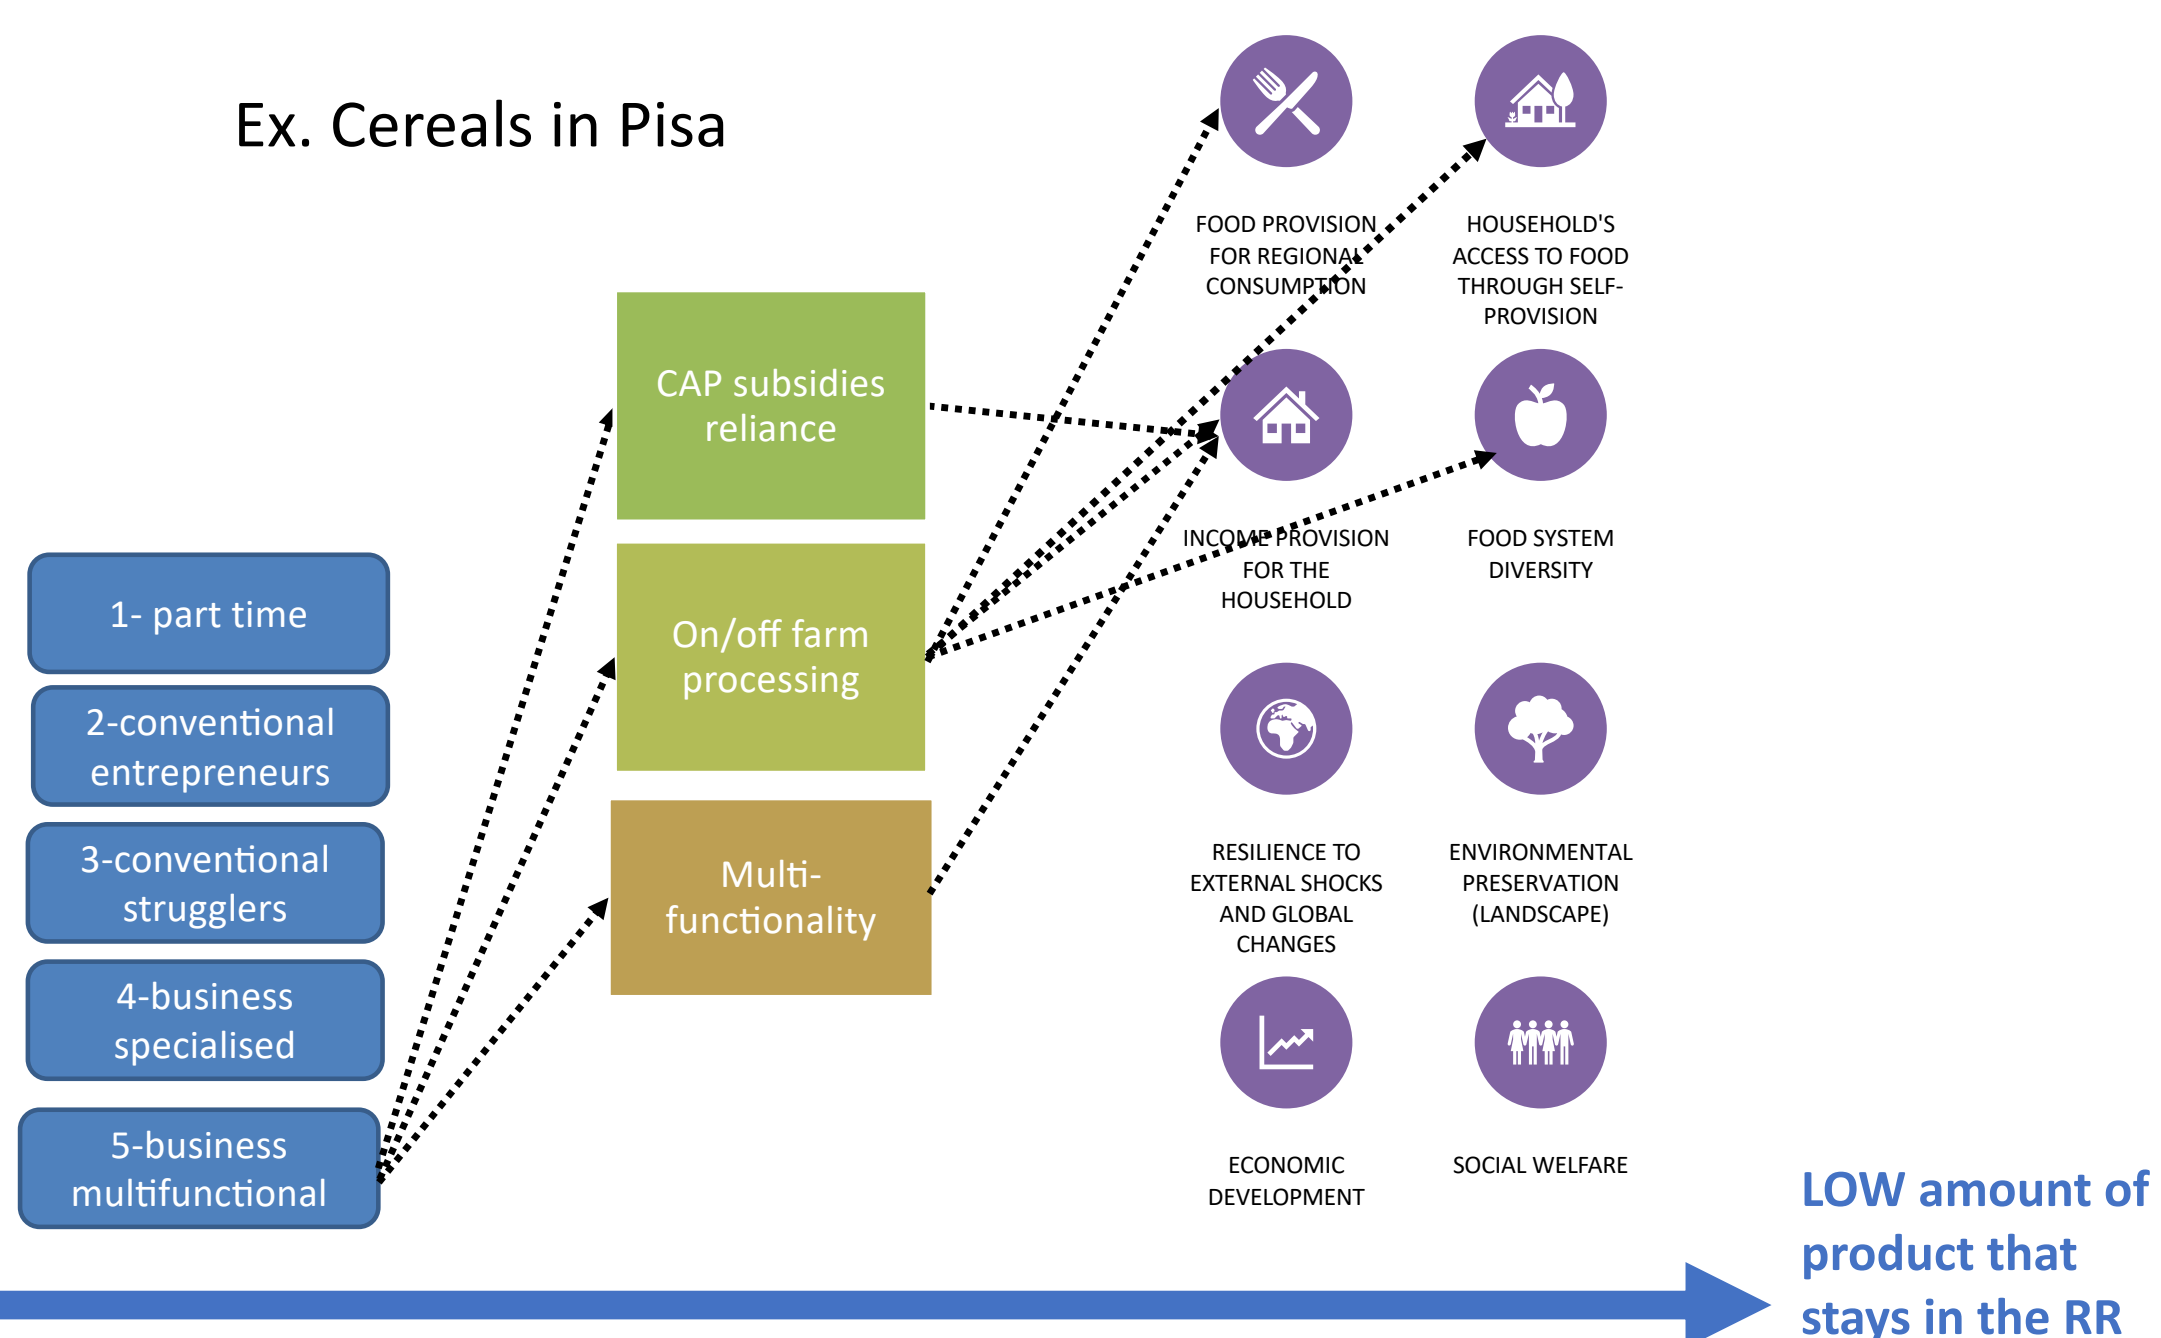 Ex. Cereals in Pisa
1- part time
2-conventional
entrepreneurs
3-conventional
strugglers
4-business
specialised
5-business
multifunctional
CAP subsidies
reliance
On/off farm
processing
Multi-
functionality
FOOD PROVISION
FOR REGIONAL
CONSUMPTION
HOUSEHOLD'S
ACCESS TO FOOD
THROUGH SELF-
PROVISION
INCOME PROVISION
FOR THE
HOUSEHOLD
FOOD SYSTEM
DIVERSITY
RESILIENCE TO
EXTERNAL SHOCKS
AND GLOBAL
CHANGES
ENVIRONMENTAL
PRESERVATION
(LANDSCAPE)
ECONOMIC
DEVELOPMENT
SOCIAL WELFARE
LOW amount of
product that
stays in the RR